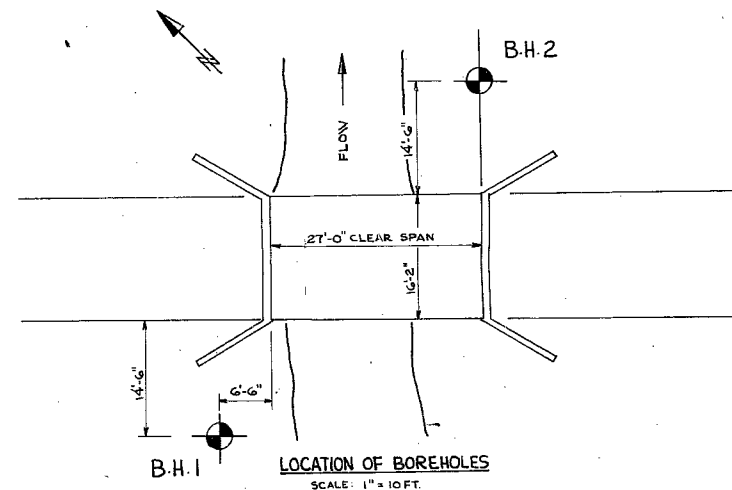 N
B.H.2
FLOW
14'-6"
27'-0" CLEAR SPAN
16'-2"
14'-6"
6'-6"
B.H.1
LOCATION OF BOREHOLES
SCALE: 1" = 10 FT.